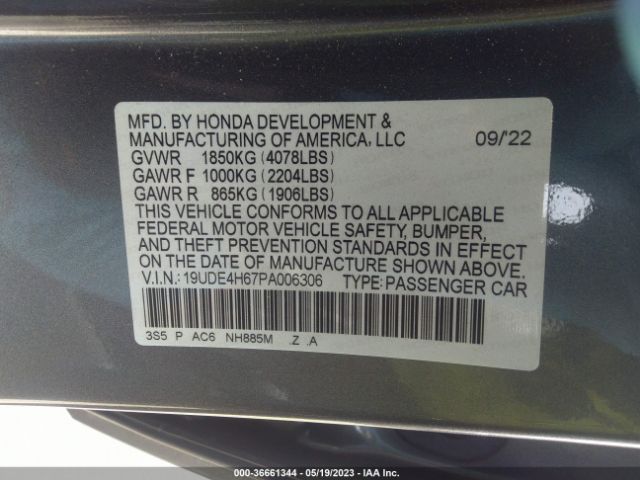 MFD. BY HONDA DEVELOPMENT &
MANUFACTURING OF AMERICA, LLC 09/22
GVWR 1850KG (4078LBS)
GAWR F 1000KG (2204LBS)
GAWR R 865KG (1906LBS)
THIS VEHICLE CONFORMS TO ALL APPLICABLE
FEDERAL MOTOR VEHICLE SAFETY, BUMPER,
AND THEFT PREVENTION STANDARDS IN EFFECT
ON THE DATE OF MANUFACTURE SHOWN ABOVE.
V.I.N.: 19UDE4H67PA006306 TYPE: PASSENGER CAR
3S5 P AC6 NH885M .Z .A
000-36661344 - 05/19/2023 - IAAI.COM